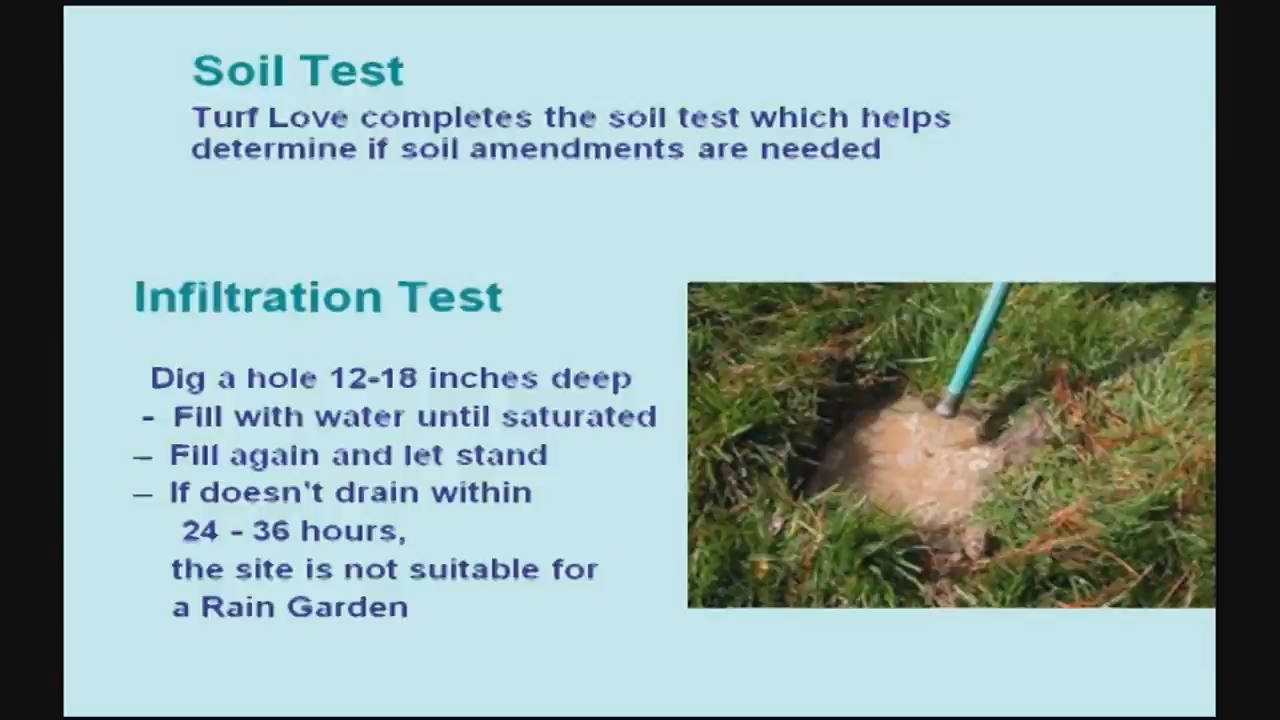 Soil Test
Turf Love completes the soil test which helps
determine if soil amendments are needed
Infiltration Test
Dig a hole 12-18 inches deep
- Fill with water until saturated
– Fill again and let stand
– If doesn't drain within
24 - 36 hours,
the site is not suitable for
a Rain Garden